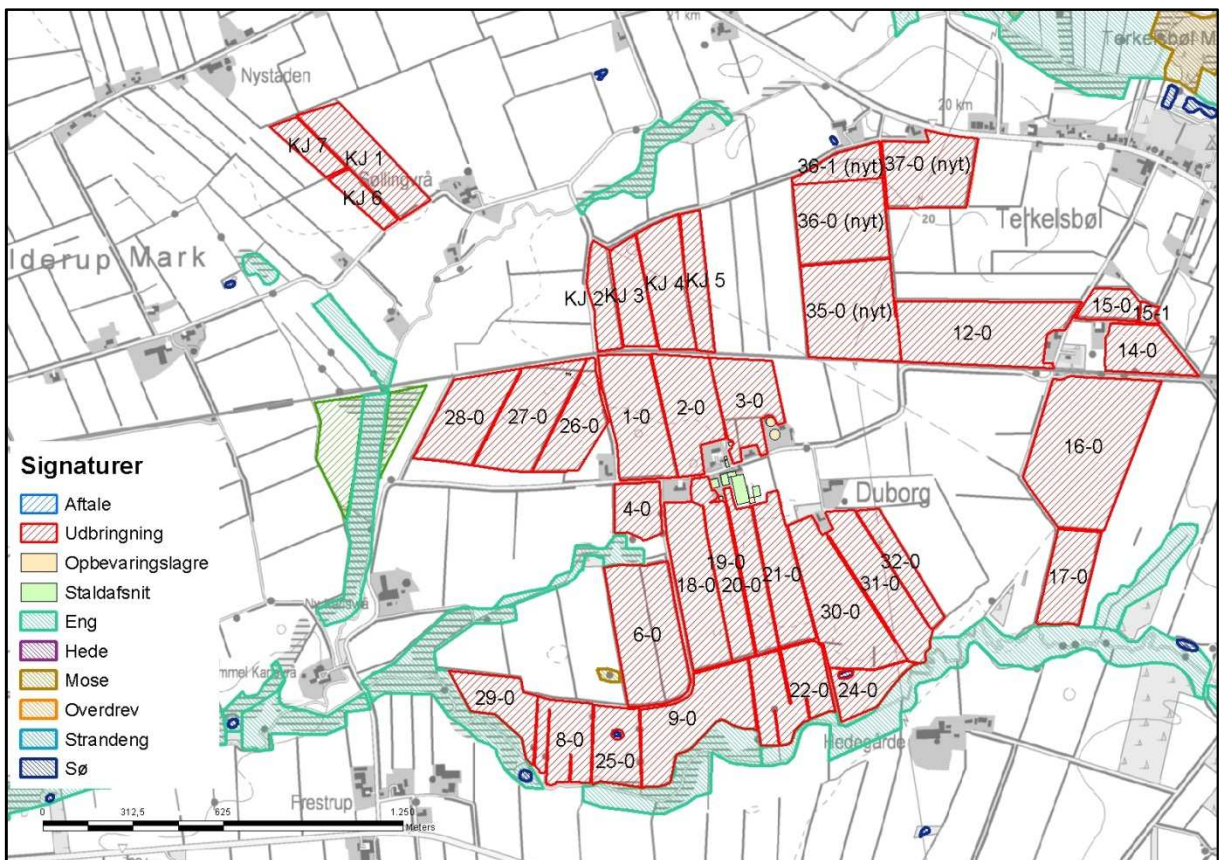 21 km
Terkelsbøl M
Nystaden
20 km
KJ 7
KJ 1
36-1 (nyt)
37-0 (nyt)
Søllingvrå
KJ 6
36-0 (nyt)
20
Terkelsbøl
lderup Mark
KJ 2
KJ 3
KJ 4
KJ 5
35-0 (nyt)
15-0
15-1
12-0
14-0
28-0
27-0
26-0
1-0
2-0
3-0
16-0
Signaturer
Aftale
Udbringning
Opbevaringslagre
Staldafsnit
Eng
Hede
Mose
Overdrev
Strandeng
Sø
Duborg
4-0
18-0
19-0
20-0
21-0
32-0
31-0
30-0
17-0
6-0
29-0
22-0
24-0
9-0
8-0
25-0
Hedegårde
Frestrup
0
312,5
625
1.250
Meters